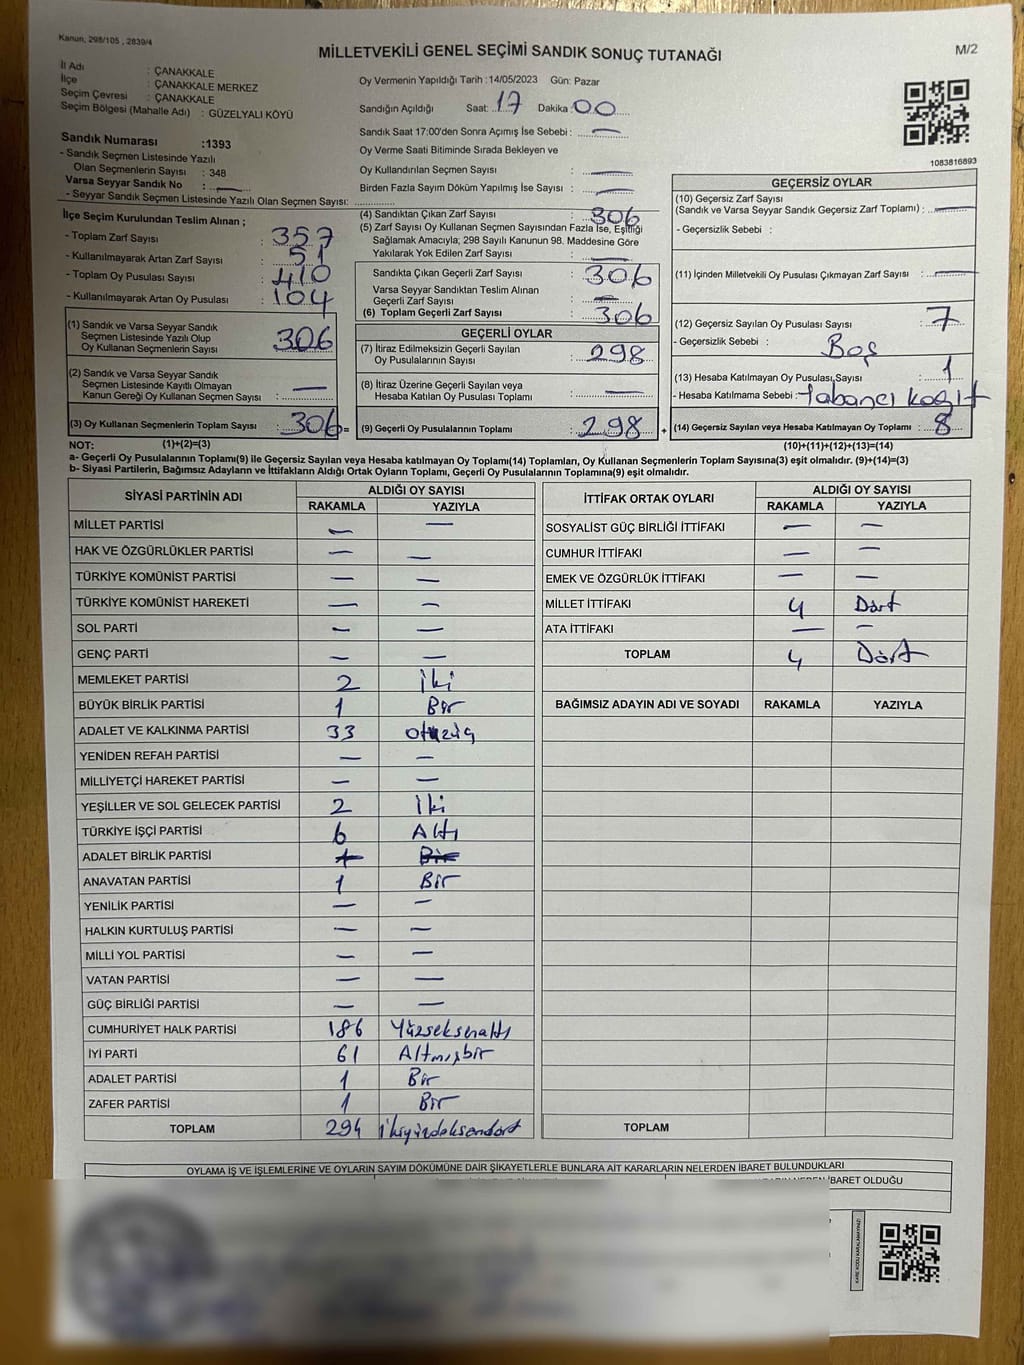 Kanun, 298/105 , 2839/4
MİLLETVEKİLİ GENEL SEÇİMİ SANDIK SONUÇ TUTANAĞI
M/2
İl Adı : ÇANAKKALE
İlçe : ÇANAKKALE MERKEZ
Seçim Çevresi : ÇANAKKALE
Seçim Bölgesi (Mahalle Adı) : GÜZELYALI KÖYÜ
Oy Vermenin Yapıldığı Tarih :14/05/2023 Gün: Pazar
Sandığın Açıldığı Saat: 17 Dakika : 00
Sandık Saat 17:00'den Sonra Açımış İse Sebebi : —
Oy Verme Saati Bitiminde Sırada Bekleyen ve
Oy Kullandırılan Seçmen Sayısı : —
Birden Fazla Sayım Döküm Yapılmış İse Sayısı : —
1083816893
Sandık Numarası :1393
- Sandık Seçmen Listesinde Yazılı
Olan Seçmenlerin Sayısı : 348
Varsa Seyyar Sandık No : —
- Seyyar Sandık Seçmen Listesinde Yazılı Olan Seçmen Sayısı:
İlçe Seçim Kurulundan Teslim Alınan ;
- Toplam Zarf Sayısı : 357
- Kullanılmayarak Artan Zarf Sayısı : 51
- Toplam Oy Pusulası Sayısı : 410
- Kullanılmayarak Artan Oy Pusulası : 104
(1) Sandık ve Varsa Seyyar Sandık
Seçmen Listesinde Yazılı Olup
Oy Kullanan Seçmenlerin Sayısı : 306
(2) Sandık ve Varsa Seyyar Sandık
Seçmen Listesinde Kayıtlı Olmayan
Kanun Gereği Oy Kullanan Seçmen Sayısı : —
(3) Oy Kullanan Seçmenlerin Toplam Sayısı : 306 =
(4) Sandıktan Çıkan Zarf Sayısı : 306
(5) Zarf Sayısı Oy Kullanan Seçmen Sayısından Fazla İse, Eşitliği
Sağlamak Amacıyla; 298 Sayılı Kanunun 98. Maddesine Göre
Yakılarak Yok Edilen Zarf Sayısı : —
Sandıkta Çıkan Geçerli Zarf Sayısı : 306
Varsa Seyyar Sandıktan Teslim Alınan
Geçerli Zarf Sayısı : —
(6) Toplam Geçerli Zarf Sayısı : 306
GEÇERLİ OYLAR
(7) İtiraz Edilmeksizin Geçerli Sayılan
Oy Pusulalarının Sayısı : 298
(8) İtiraz Üzerine Geçerli Sayılan veya
Hesaba Katılan Oy Pusulası Toplamı : —
(9) Geçerli Oy Pusulalarının Toplamı : 298 +
GEÇERSİZ OYLAR
(10) Geçersiz Zarf Sayısı
(Sandık ve Varsa Seyyar Sandık Geçersiz Zarf Toplamı) : —
- Geçersizlik Sebebi :
(11) İçinden Milletvekili Oy Pusulası Çıkmayan Zarf Sayısı : —
(12) Geçersiz Sayılan Oy Pusulası Sayısı : 7
- Geçersizlik Sebebi : Boş
(13) Hesaba Katılmayan Oy Pusulası Sayısı : 1
- Hesaba Katılmama Sebebi : Yabancı kağıt
(14) Geçersiz Sayılan veya Hesaba Katılmayan Oy Toplamı : 8
NOT: (1)+(2)=(3) (10)+(11)+(12)+(13)=(14)
a- Geçerli Oy Pusulalarının Toplamı(9) ile Geçersiz Sayılan veya Hesaba Katılmayan Oy Toplamı(14) Toplamları, Oy Kullanan Seçmenlerin Toplam Sayısına(3) eşit olmalıdır. (9)+(14)=(3)
b- Siyasi Partilerin, Bağımsız Adayların ve İttifakların Aldığı Ortak Oyların Toplamı, Geçerli Oy Pusulalarının Toplamına(9) eşit olmalıdır.
SİYASİ PARTİNİN ADI ALDIĞI OY SAYISI
RAKAMLA YAZIYLA
MİLLET PARTİSİ — —
HAK VE ÖZGÜRLÜKLER PARTİSİ — —
TÜRKİYE KOMÜNİST PARTİSİ — —
TÜRKİYE KOMÜNİST HAREKETİ — —
SOL PARTİ — —
GENÇ PARTİ — —
MEMLEKET PARTİSİ 2 İki
BÜYÜK BİRLİK PARTİSİ 1 Bir
ADALET VE KALKINMA PARTİSİ 33 otuzüç
YENİDEN REFAH PARTİSİ — —
MİLLİYETÇİ HAREKET PARTİSİ — —
YEŞİLLER VE SOL GELECEK PARTİSİ 2 İki
TÜRKİYE İŞÇİ PARTİSİ 6 Altı
ADALET BİRLİK PARTİSİ 1 Bir
ANAVATAN PARTİSİ 1 Bir
YENİLİK PARTİSİ — —
HALKIN KURTULUŞ PARTİSİ — —
MİLLİ YOL PARTİSİ — —
VATAN PARTİSİ — —
GÜÇ BİRLİĞİ PARTİSİ — —
CUMHURİYET HALK PARTİSİ 186 Yüzseksenaltı
İYİ PARTİ 61 Altmışbir
ADALET PARTİSİ 1 Bir
ZAFER PARTİSİ 1 Bir
TOPLAM 294 ikiyüzdoksandört
İTTİFAK ORTAK OYLARI ALDIĞI OY SAYISI
RAKAMLA YAZIYLA
SOSYALİST GÜÇ BİRLİĞİ İTTİFAKI — —
CUMHUR İTTİFAKI — —
EMEK VE ÖZGÜRLÜK İTTİFAKI — —
MİLLET İTTİFAKI 4 Dört
ATA İTTİFAKI — —
TOPLAM 4 Dört
BAĞIMSIZ ADAYIN ADI VE SOYADI RAKAMLA YAZIYLA
TOPLAM
OYLAMA İŞ VE İŞLEMLERİNE VE OYLARIN SAYIM DÖKÜMÜNE DAİR ŞİKAYETLERLE BUNLARA AİT KARARLARIN NELERDEN İBARET BULUNDUKLARI
İBARET OLDUĞU
KARE KODU KARALAMAYINIZ!